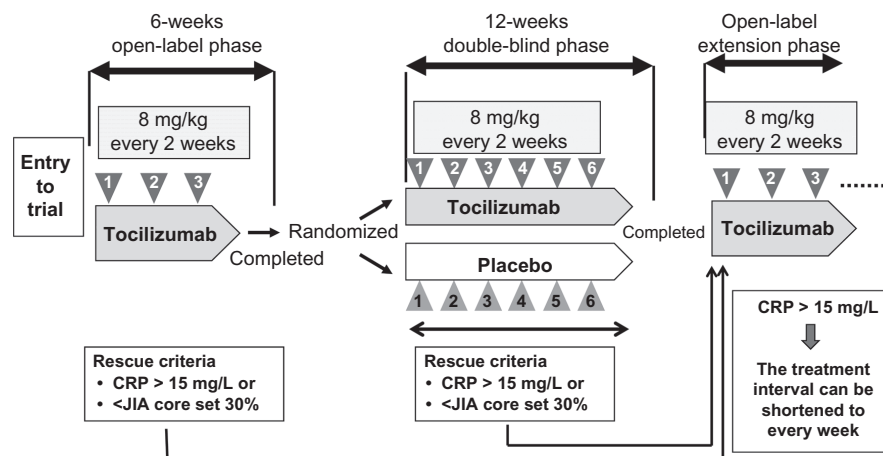 6-weeks
open-label phase
12-weeks
double-blind phase
Open-label
extension phase
8 mg/kg
every 2 weeks
8 mg/kg
every 2 weeks
8 mg/kg
every 2 weeks
Entry
to
trial
1 2 3
1 2 3 4 5 6
1 2 3
Tocilizumab
Completed
Randomized
Tocilizumab
Placebo
1 2 3 4 5 6
Completed
Tocilizumab
Rescue criteria
• CRP > 15 mg/L or
• <JIA core set 30%
Rescue criteria
• CRP > 15 mg/L or
• <JIA core set 30%
CRP > 15 mg/L
The treatment
interval can be
shortened to
every week